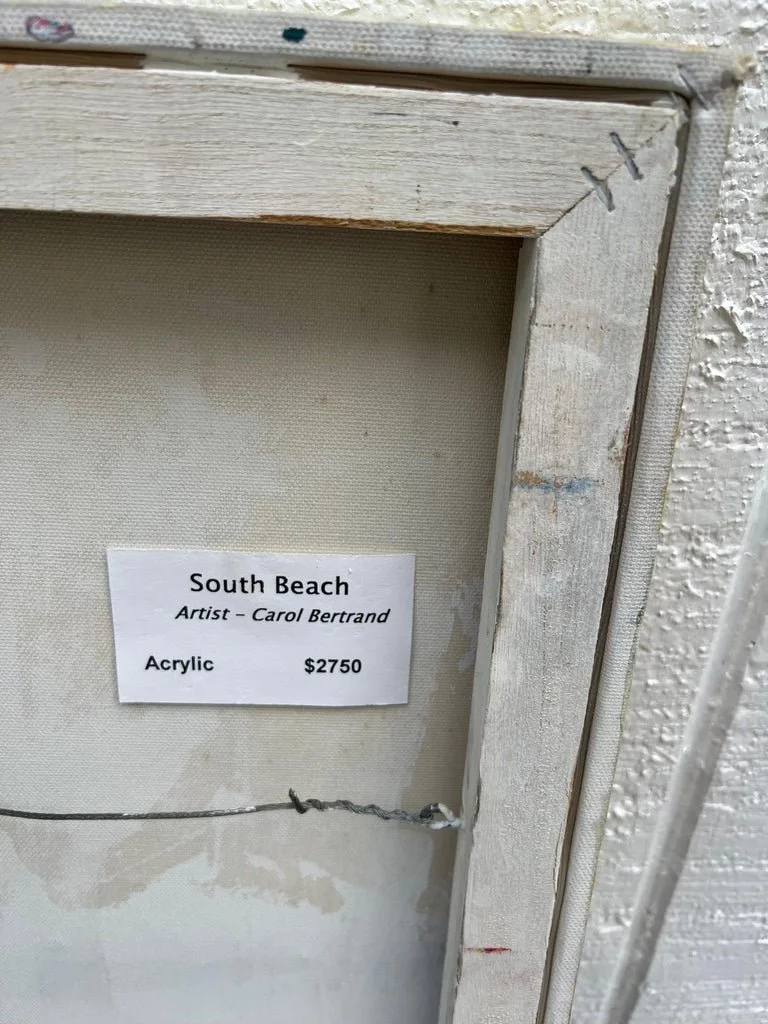 South Beach
Artist – Carol Bertrand
Acrylic $2750